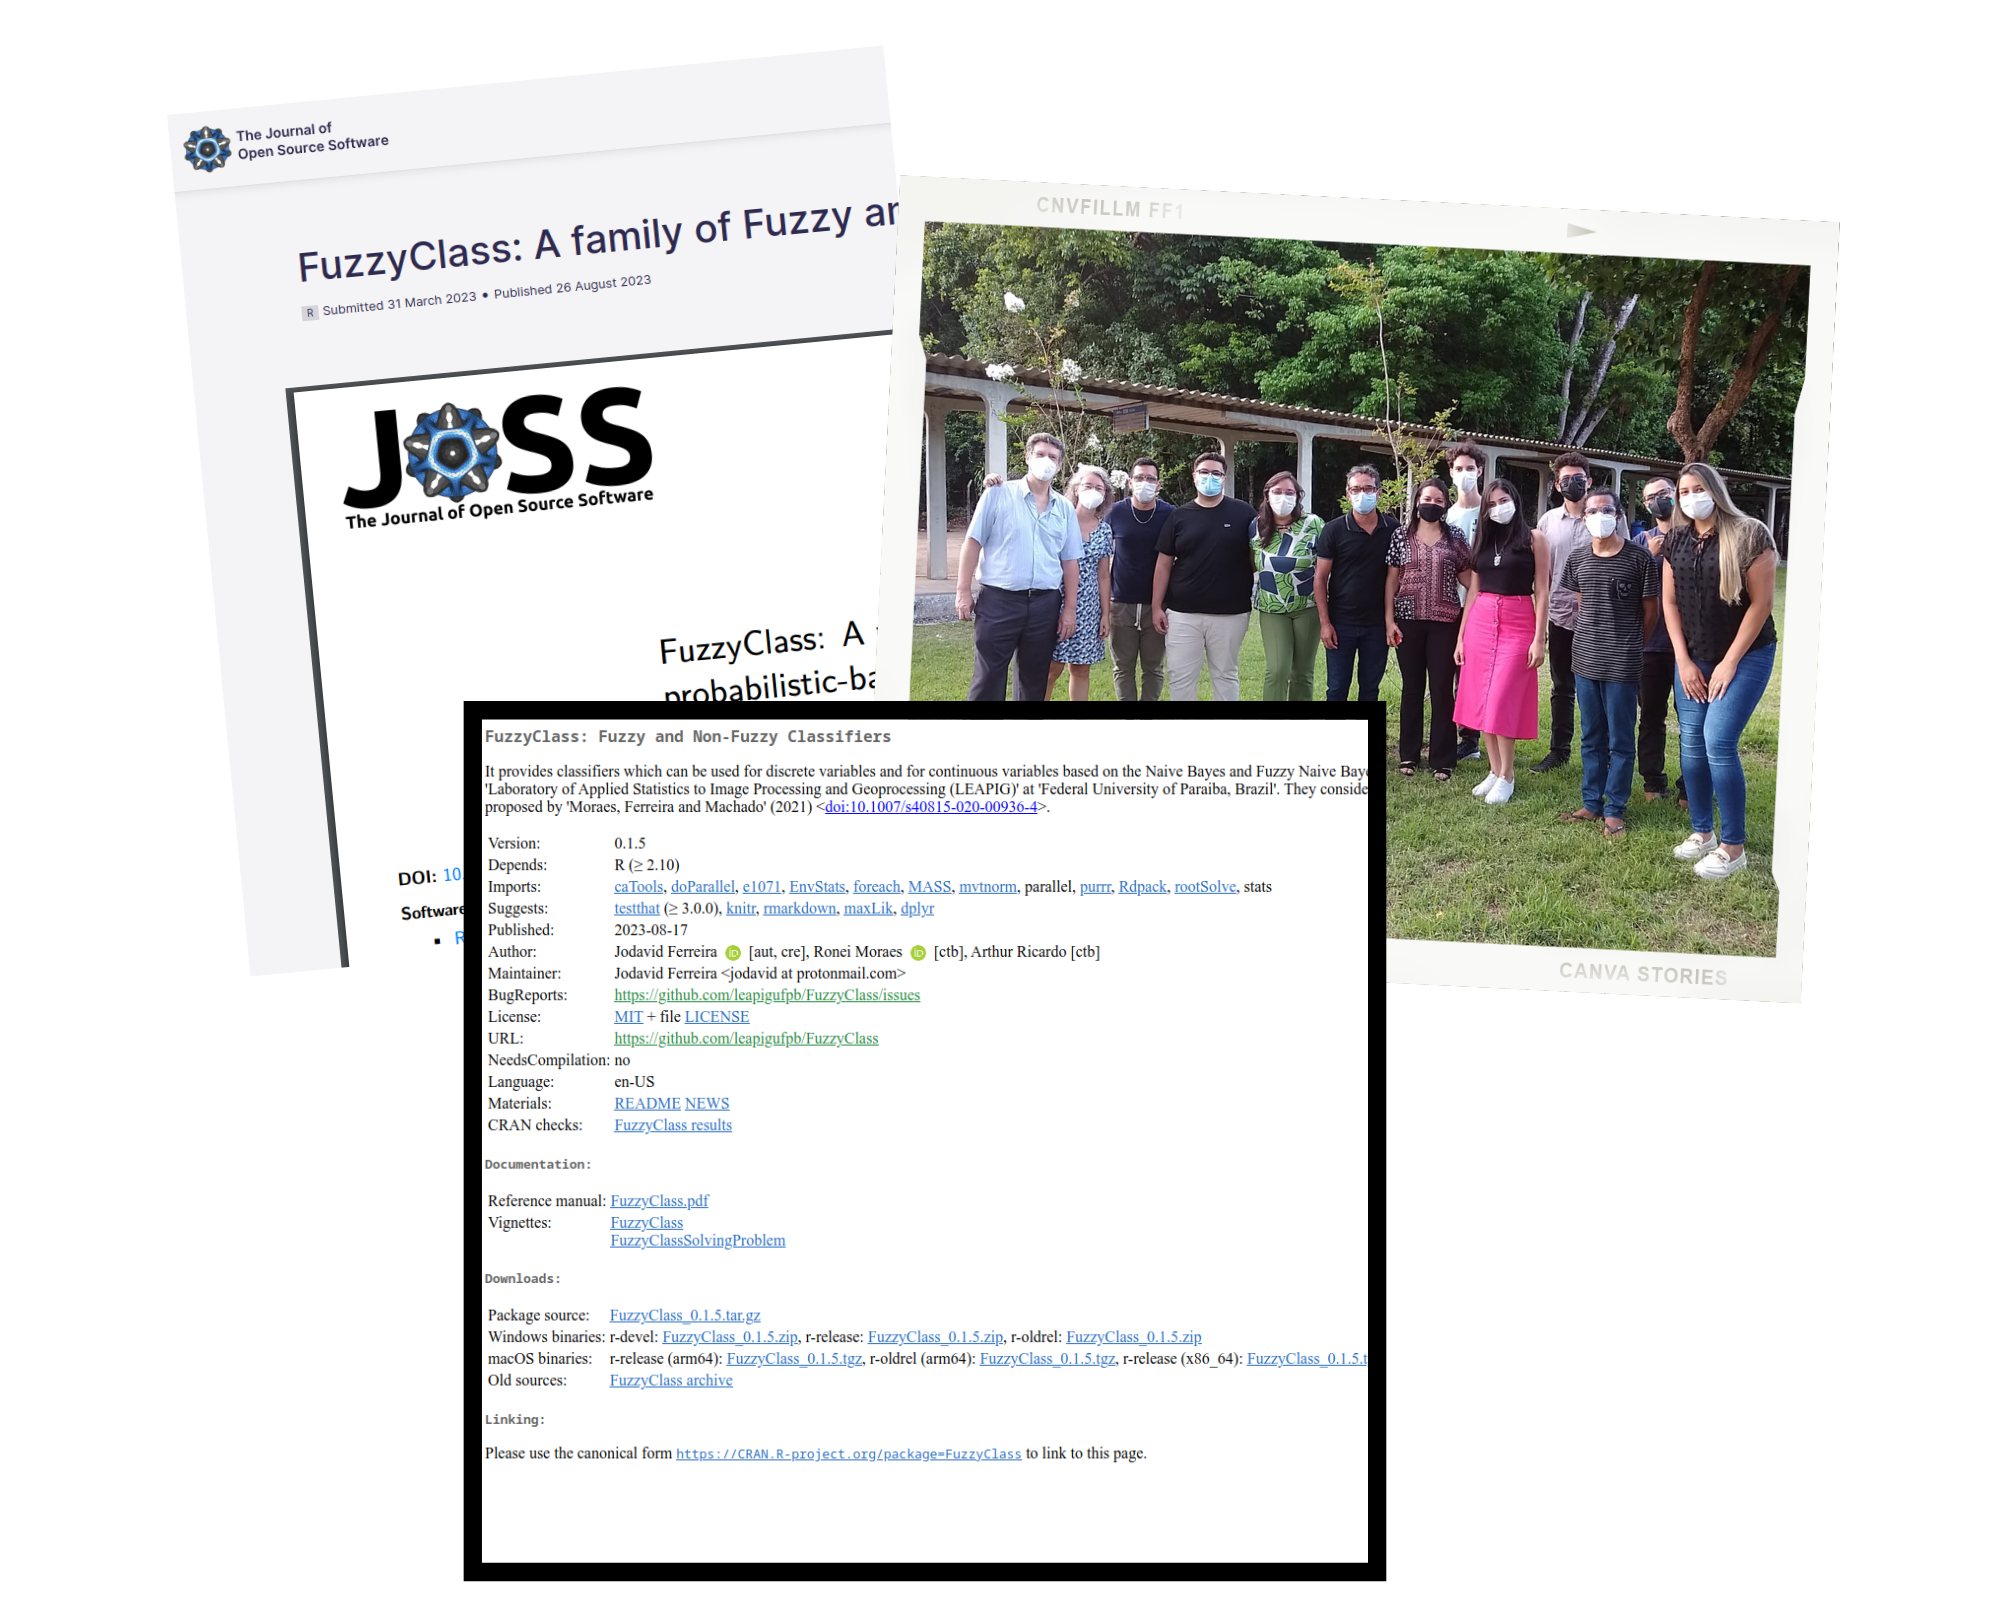 The Journal of
Open Source Software
FuzzyClass: A family of Fuzzy
R Submitted 31 March 2023 • Published 26 August 2023
JOSS
The Journal of Open Source Software
FuzzyClass: A
DOI: 10.
Software
CNVFILLM FF1
CANVA STORIES
FuzzyClass: Fuzzy and Non-Fuzzy Classifiers
It provides classifiers which can be used for discrete variables and for continuous variables based on the Naive Bayes and Fuzzy Naive
'Laboratory of Applied Statistics to Image Processing and Geoprocessing (LEAPIG)' at 'Federal University of Paraiba, Brazil'. They
proposed by 'Moraes, Ferreira and Machado' (2021) <doi:10.1007/s40815-020-00936-4>.
Version: 0.1.5
Depends: R (≥ 2.10)
Imports: caTools, doParallel, e1071, EnvStats, foreach, MASS, mvtnorm, parallel, purrr, Rdpack, rootSolve, stats
Suggests: testthat (≥ 3.0.0), knitr, rmarkdown, maxLik, dplyr
Published: 2023-08-17
Author: Jodavid Ferreira iD [aut, cre], Ronei Moraes iD [ctb], Arthur Ricardo [ctb]
Maintainer: Jodavid Ferreira <jodavid at protonmail.com>
BugReports: https://github.com/leapigufpb/FuzzyClass/issues
License: MIT + file LICENSE
URL: https://github.com/leapigufpb/FuzzyClass
NeedsCompilation: no
Language: en-US
Materials: README NEWS
CRAN checks: FuzzyClass results
Documentation:
Reference manual: FuzzyClass.pdf
Vignettes: FuzzyClass
FuzzyClassSolvingProblem
Downloads:
Package source: FuzzyClass_0.1.5.tar.gz
Windows binaries: r-devel: FuzzyClass_0.1.5.zip, r-release: FuzzyClass_0.1.5.zip, r-oldrel: FuzzyClass_0.1.5.zip
macOS binaries: r-release (arm64): FuzzyClass_0.1.5.tgz, r-oldrel (arm64): FuzzyClass_0.1.5.tgz, r-release (x86_64): FuzzyClass_0.1.5.t
Old sources: FuzzyClass archive
Linking:
Please use the canonical form https://CRAN.R-project.org/package=FuzzyClass to link to this page.